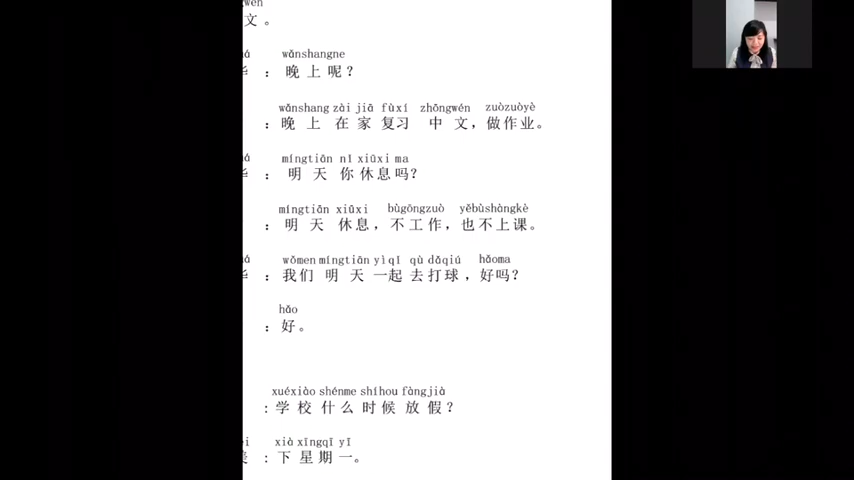 文。
wǎnshangne
：晚上呢？
wǎnshang zài jiā fùxí zhōngwén zuòzuòyè
：晚上在家复习中文，做作业。
míngtiān nǐ xiūxi ma
：明天你休息吗？
míngtiān xiūxi bùgōngzuò yěbùshàngkè
：明天休息，不工作，也不上课。
wǒmen míngtiān yìqǐ qù dǎqiú hǎoma
：我们明天一起去打球，好吗？
hǎo
：好。
xuéxiào shénme shíhou fàngjià
：学校什么时候放假？
xià xīngqī yī
：下星期一。